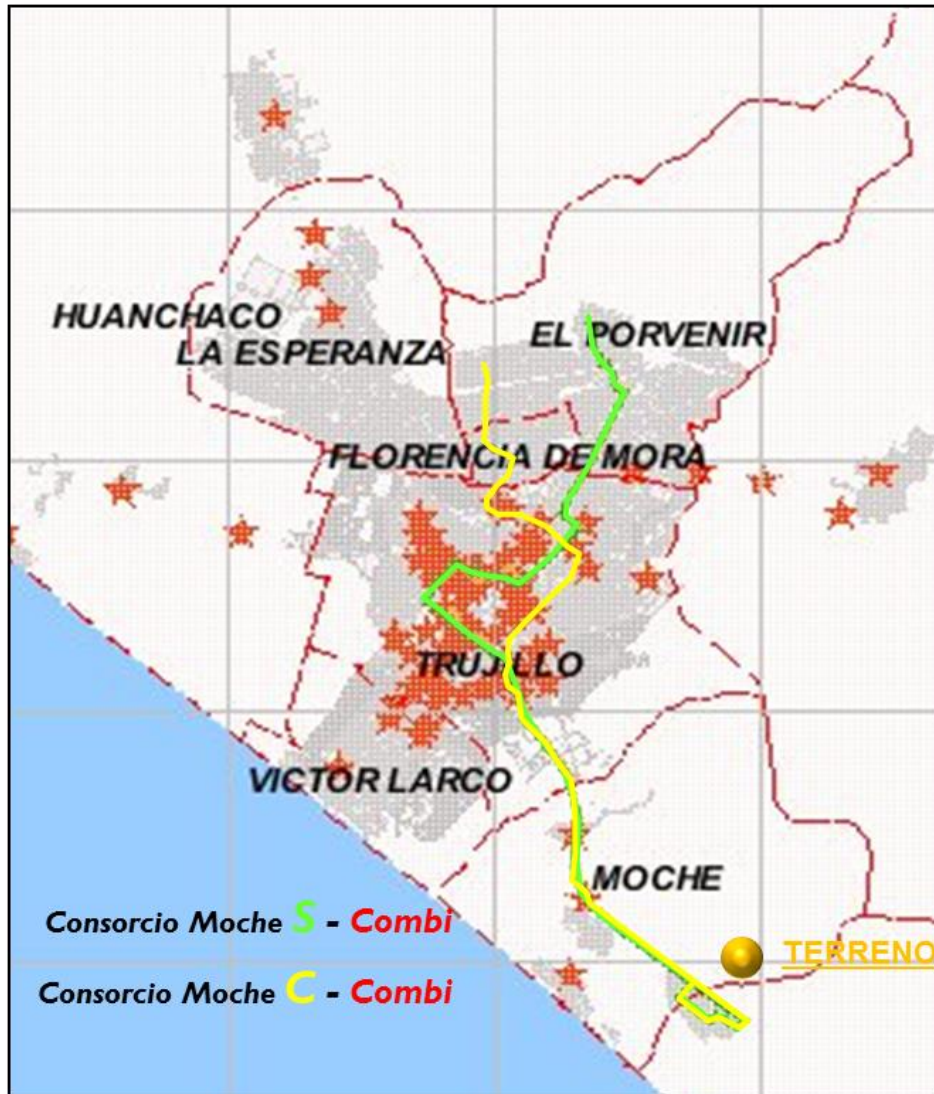 HUANCHACO
LA ESPERANZA
EL PORVENIR
FLORENCIA DE MORA
TRUJILLO
VICTOR LARCO
MOCHE
Consorcio Moche S - Combi
TERRENO
Consorcio Moche C - Combi